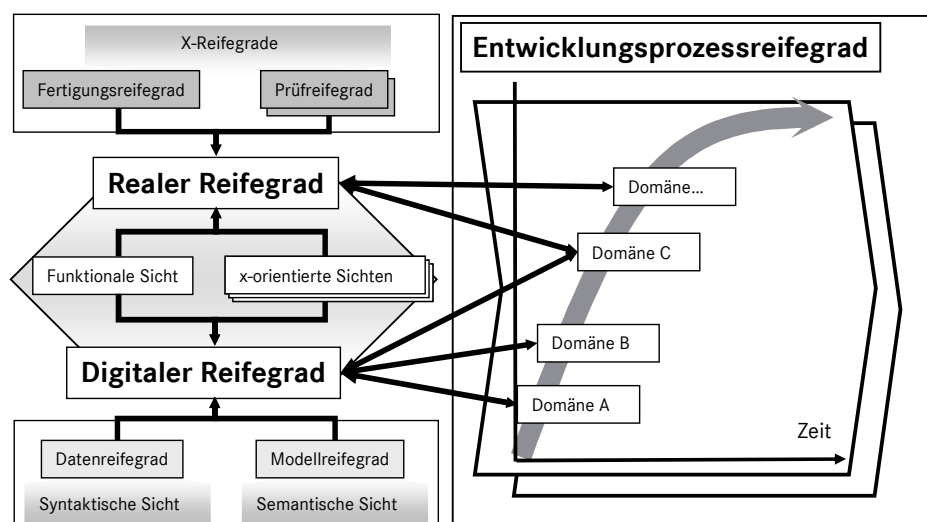 X-Reifegrade
Fertigungsreifegrad
Prüfreifegrad
Realer Reifegrad
Funktionale Sicht
x-orientierte Sichten
Digitaler Reifegrad
Datenreifegrad
Modellreifegrad
Syntaktische Sicht
Semantische Sicht
Entwicklungsprozessreifegrad
Domäne...
Domäne C
Domäne B
Domäne A
Zeit